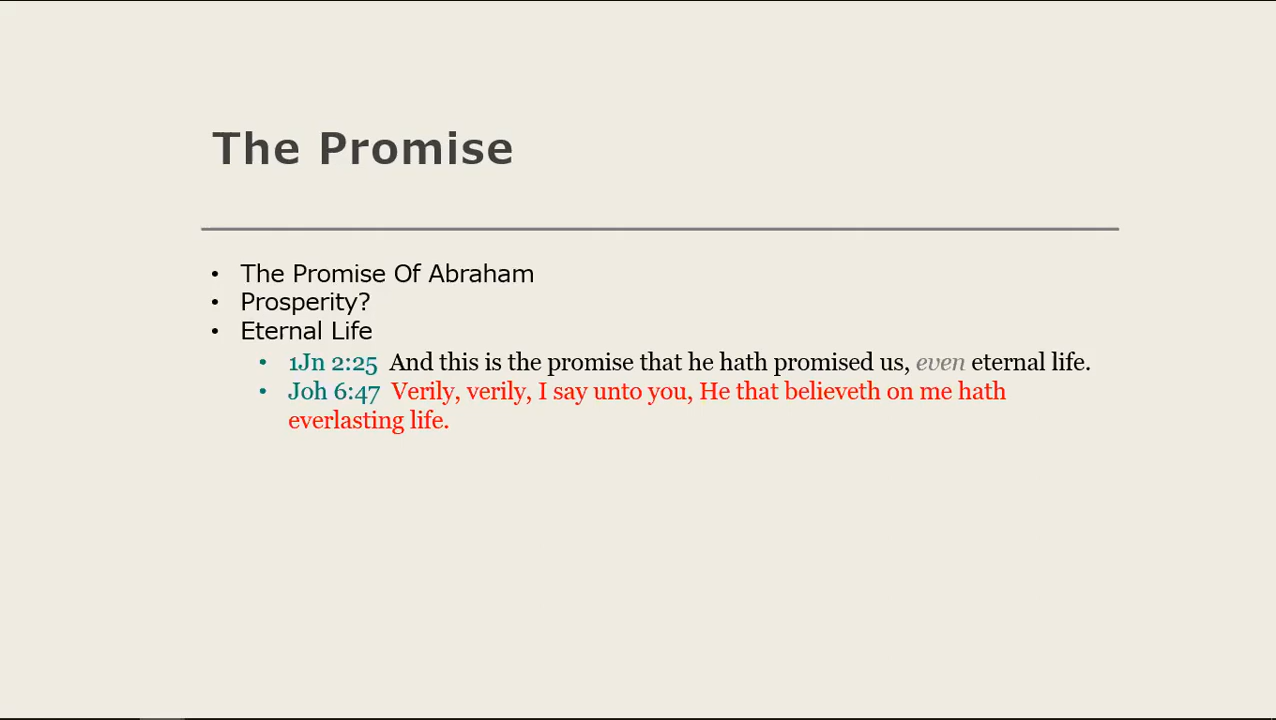 The Promise
• The Promise Of Abraham
• Prosperity?
• Eternal Life
• 1Jn 2:25 And this is the promise that he hath promised us, even eternal life.
• Joh 6:47 Verily, verily, I say unto you, He that believeth on me hath
everlasting life.